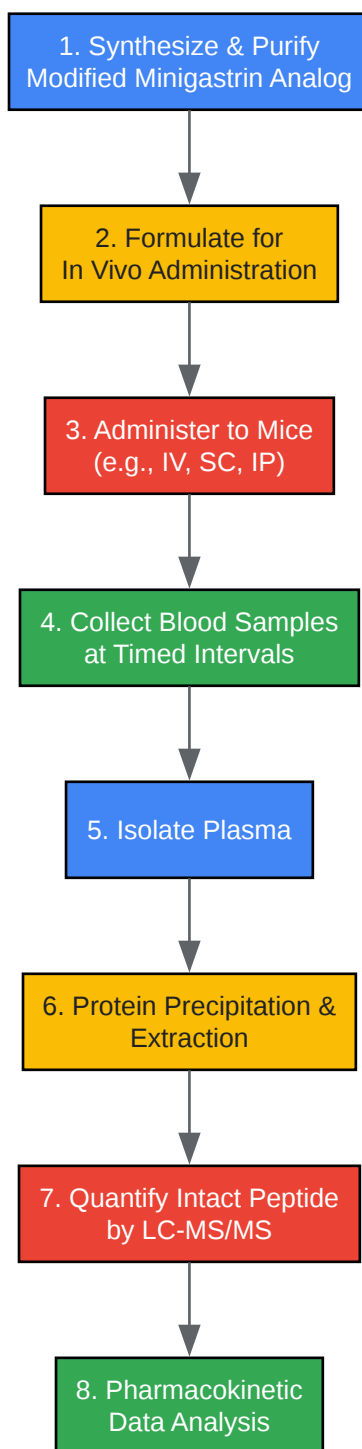 1. Synthesize & Purify
Modified Minigastrin Analog
2. Formulate for
In Vivo Administration
3. Administer to Mice
(e.g., IV, SC, IP)
4. Collect Blood Samples
at Timed Intervals
5. Isolate Plasma
6. Protein Precipitation &
Extraction
7. Quantify Intact Peptide
by LC-MS/MS
8. Pharmacokinetic
Data Analysis